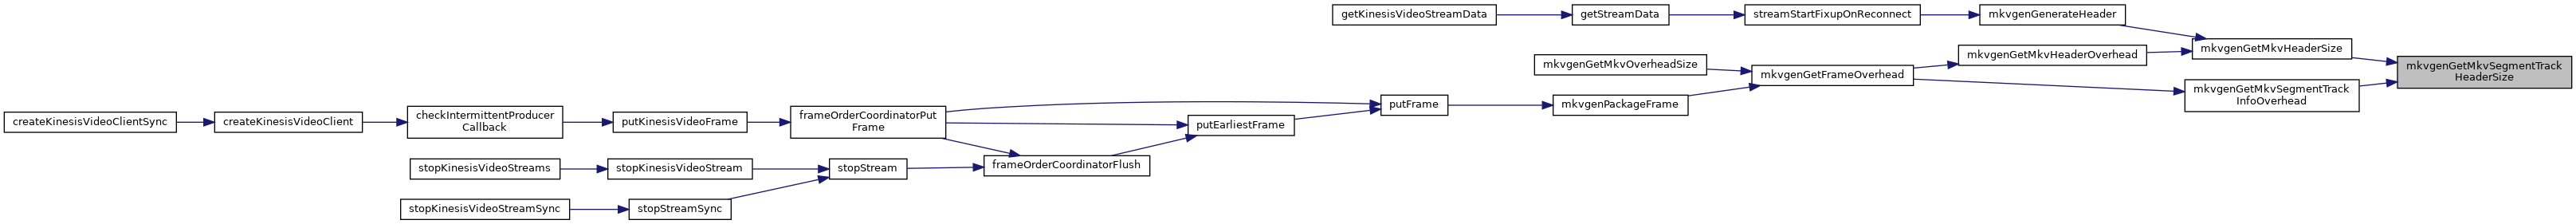 getKinesisVideoStreamData
getStreamData
streamStartFixupOnReconnect
mkvgenGenerateHeader
mkvgenGetMkvHeaderSize
mkvgenGetMkvHeaderOverhead
mkvgenGetMkvOverheadSize
mkvgenGetFrameOverhead
mkvgenGetMkvSegmentTrack
HeaderSize
mkvgenGetMkvSegmentTrack
InfoOverhead
putFrame
mkvgenPackageFrame
createKinesisVideoClientSync
createKinesisVideoClient
checkIntermittentProducer
Callback
putKinesisVideoFrame
frameOrderCoordinatorPut
Frame
putEarliestFrame
frameOrderCoordinatorFlush
stopKinesisVideoStreams
stopKinesisVideoStream
stopStream
stopKinesisVideoStreamSync
stopStreamSync